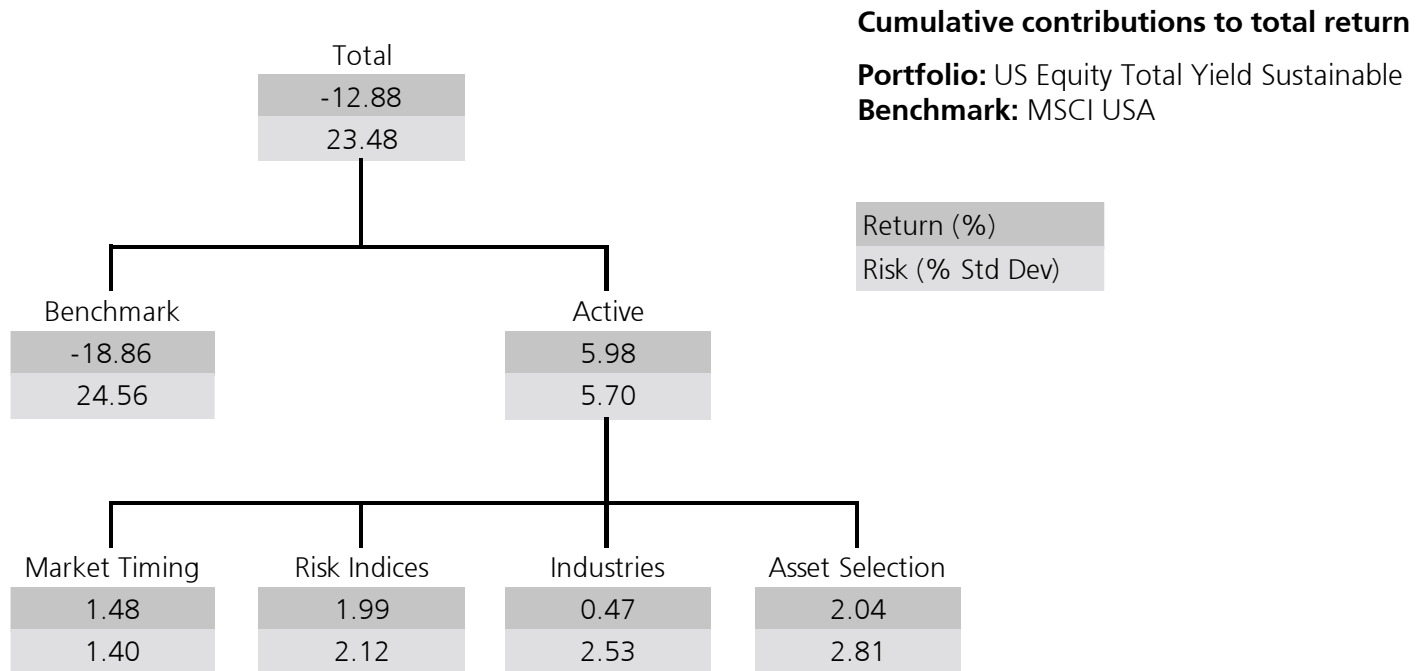 Cumulative contributions to total return
Portfolio: US Equity Total Yield Sustainable
Benchmark: MSCI USA
Total
-12.88
23.48
Return (%)
Risk (% Std Dev)
Benchmark
-18.86
24.56
Active
5.98
5.70
Market Timing
1.48
1.40
Risk Indices
1.99
2.12
Industries
0.47
2.53
Asset Selection
2.04
2.81